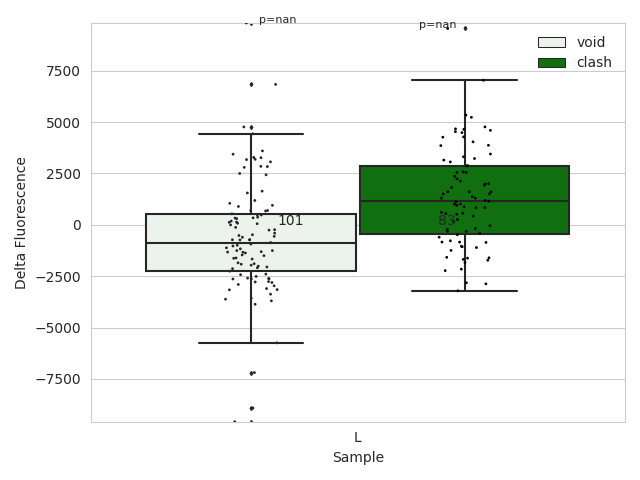 p=nan
p=nan
void
clash
7500
5000
2500
0
−2500
−5000
−7500
101
83
Delta Fluorescence
L
Sample